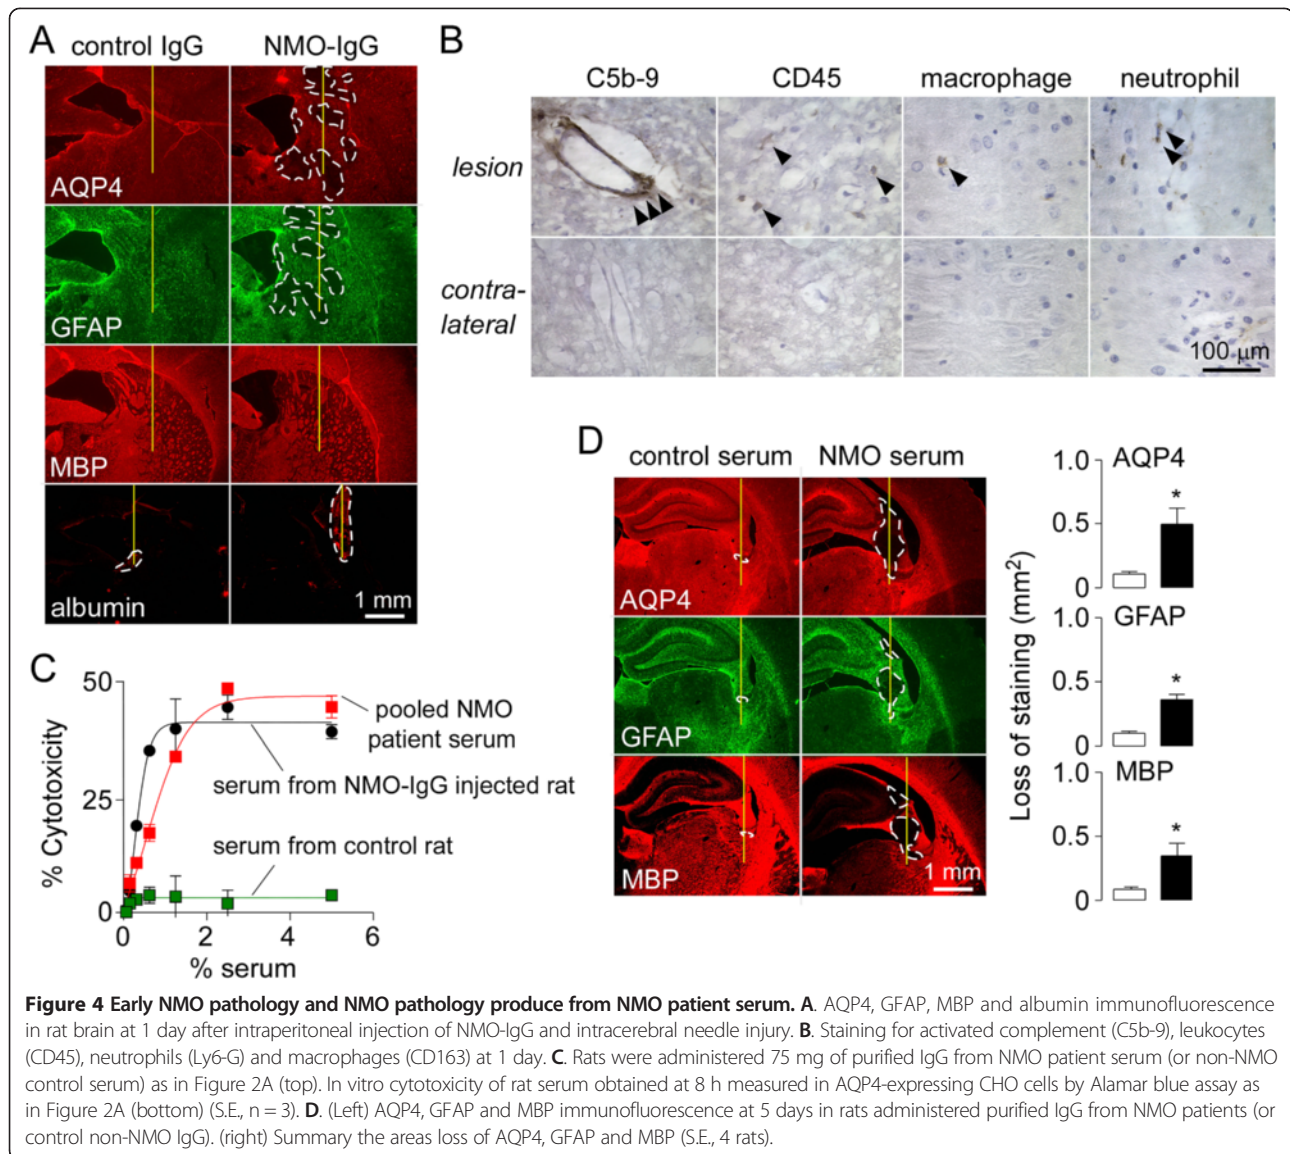 A
control IgG
NMO-IgG
AQP4
GFAP
MBP
albumin
1 mm
B
C5b-9
CD45
macrophage
neutrophil
lesion
contra-
lateral
100 µm
C
50
25
0
% Cytotoxicity
0
2
4
6
% serum
pooled NMO
patient serum
serum from NMO-IgG injected rat
serum from control rat
D
control serum
NMO serum
AQP4
GFAP
MBP
1 mm
Loss of staining (mm²)
1.0
0.5
0
AQP4
*
1.0
0.5
0
GFAP
*
1.0
0.5
0
MBP
*
Figure 4 Early NMO pathology and NMO pathology produce from NMO patient serum. A. AQP4, GFAP, MBP and albumin immunofluorescence
in rat brain at 1 day after intraperitoneal injection of NMO-IgG and intracerebral needle injury. B. Staining for activated complement (C5b-9), leukocytes
(CD45), neutrophils (Ly6-G) and macrophages (CD163) at 1 day. C. Rats were administered 75 mg of purified IgG from NMO patient serum (or non-NMO
control serum) as in Figure 2A (top). In vitro cytotoxicity of rat serum obtained at 8 h measured in AQP4-expressing CHO cells by Alamar blue assay as
in Figure 2A (bottom) (S.E., n = 3). D. (Left) AQP4, GFAP and MBP immunofluorescence at 5 days in rats administered purified IgG from NMO patients (or
control non-NMO IgG). (right) Summary the areas loss of AQP4, GFAP and MBP (S.E., 4 rats).